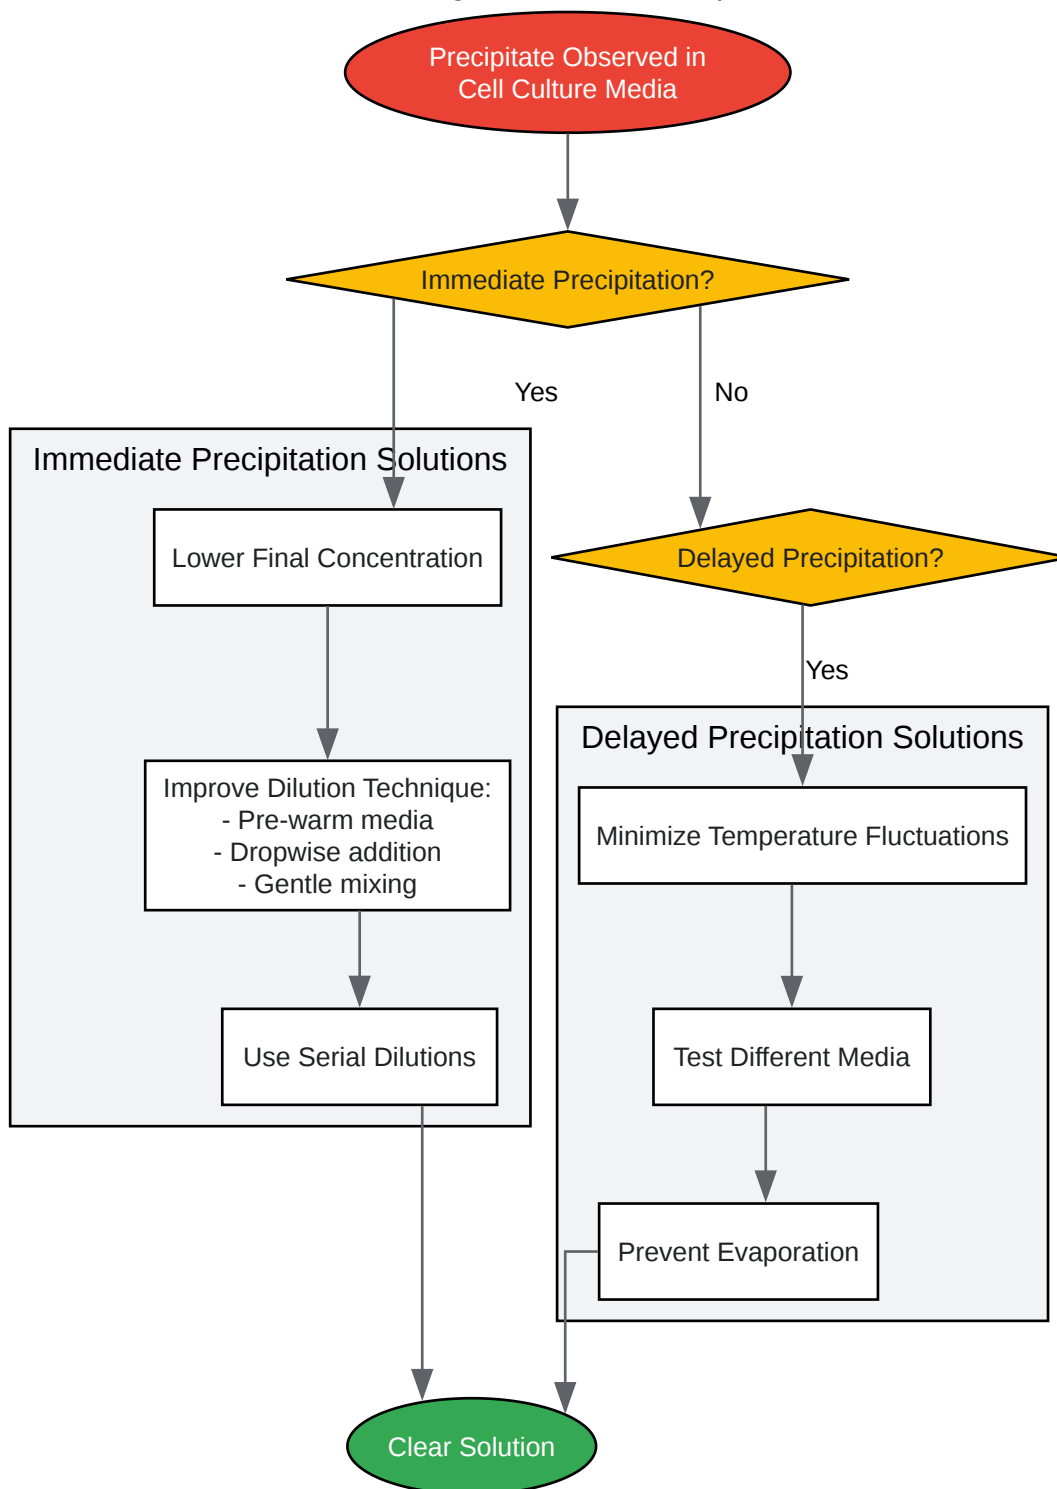 Precipitate Observed in
Cell Culture Media
Immediate Precipitation?
Yes
No
Immediate Precipitation Solutions
Lower Final Concentration
Delayed Precipitation?
Yes
Improve Dilution Technique:
- Pre-warm media
- Dropwise addition
- Gentle mixing
Use Serial Dilutions
Delayed Precipitation Solutions
Minimize Temperature Fluctuations
Test Different Media
Prevent Evaporation
Clear Solution